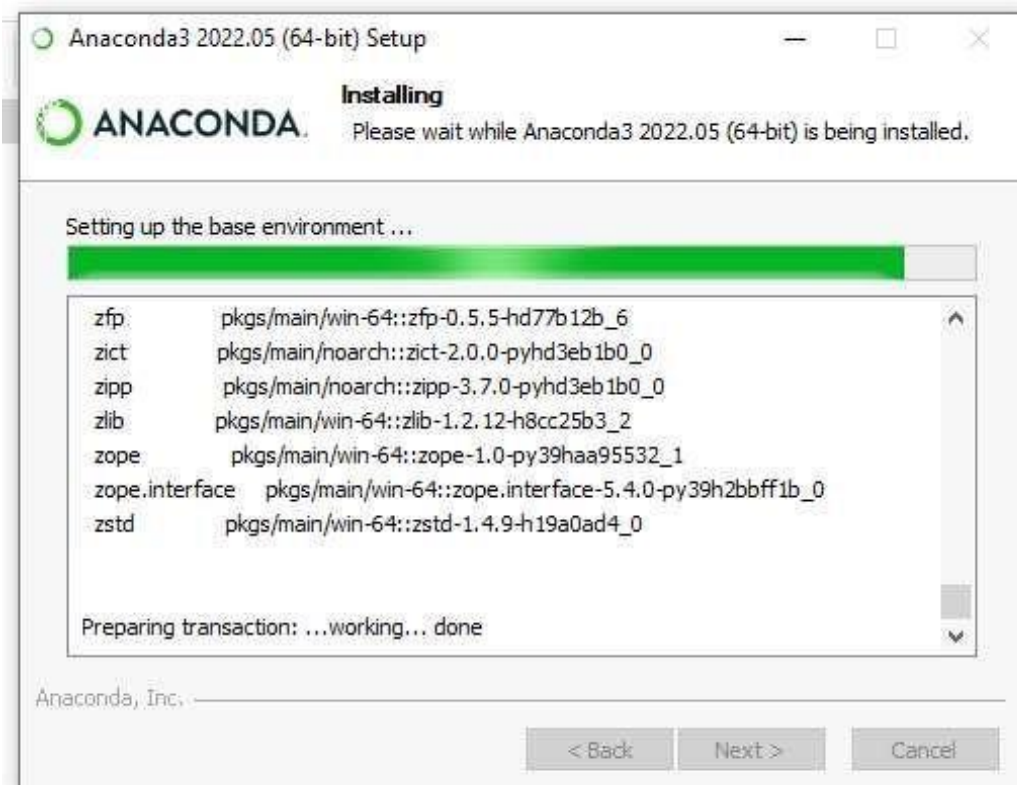 Anaconda3 2022.05 (64-bit) Setup
ANACONDA.
Installing
Please wait while Anaconda3 2022.05 (64-bit) is being installed.
Setting up the base environment ...
zfp pkgs/main/win-64::zfp-0.5.5-hd77b12b_6
zict pkgs/main/noarch::zict-2.0.0-pyhd3eb1b0_0
zipp pkgs/main/noarch::zipp-3.7.0-pyhd3eb1b0_0
zlib pkgs/main/win-64::zlib-1.2.12-h8cc25b3_2
zope pkgs/main/win-64::zope-1.0-py39haa95532_1
zope.interface pkgs/main/win-64::zope.interface-5.4.0-py39h2bbff1b_0
zstd pkgs/main/win-64::zstd-1.4.9-h19a0ad4_0
Preparing transaction: ...working... done
Anaconda, Inc.
< Back Next > Cancel